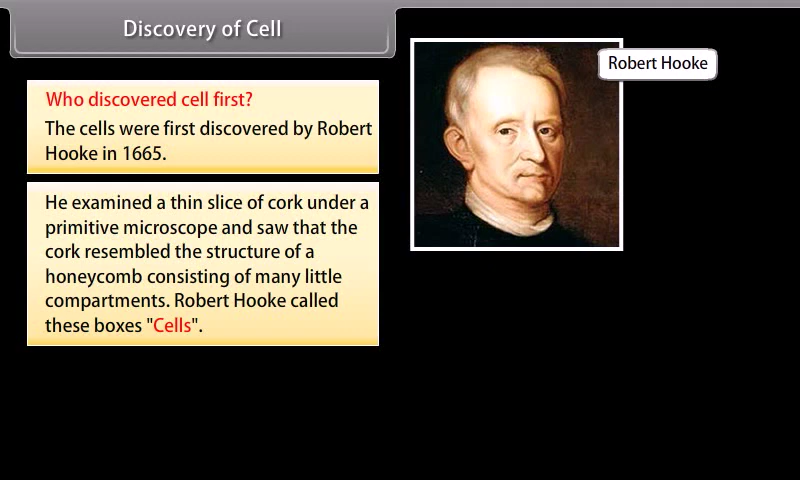 Discovery of Cell
Robert Hooke
Who discovered cell first?
The cells were first discovered by Robert
Hooke in 1665.
He examined a thin slice of cork under a
primitive microscope and saw that the
cork resembled the structure of a
honeycomb consisting of many little
compartments. Robert Hooke called
these boxes "Cells".